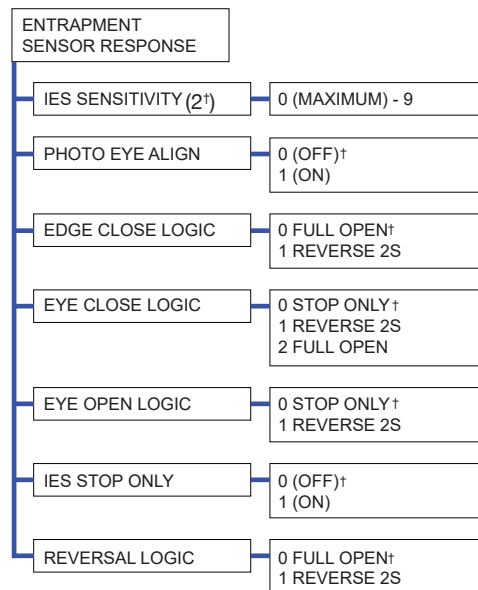 ENTRAPMENT
SENSOR RESPONSE
IES SENSITIVITY (2†)
0 (MAXIMUM) - 9
PHOTO EYE ALIGN
0 (OFF)†
1 (ON)
EDGE CLOSE LOGIC
0 FULL OPEN†
1 REVERSE 2S
EYE CLOSE LOGIC
0 STOP ONLY†
1 REVERSE 2S
2 FULL OPEN
EYE OPEN LOGIC
0 STOP ONLY†
1 REVERSE 2S
IES STOP ONLY
0 (OFF)†
1 (ON)
REVERSAL LOGIC
0 FULL OPEN†
1 REVERSE 2S